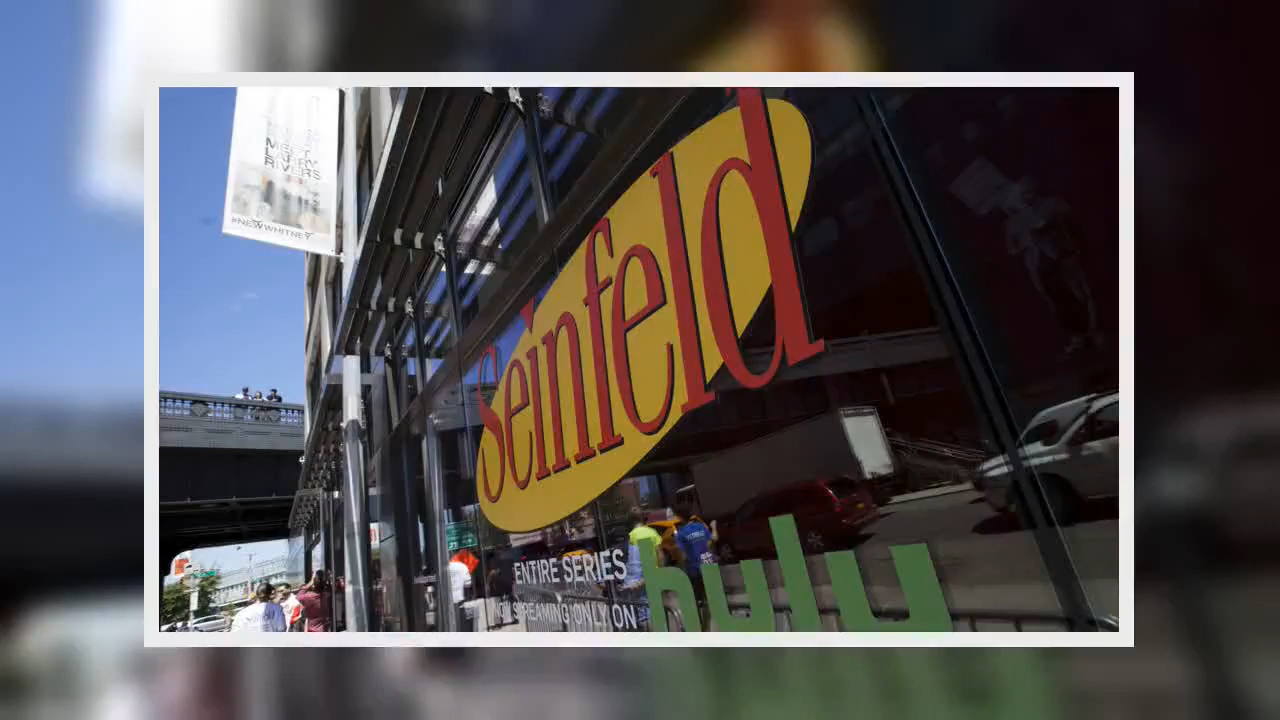 MEET
LARRY
RIVERS
#NEWWHITNEY
Seinfeld
ENTIRE SERIES
NOW STREAMING ONLY ON
hulu